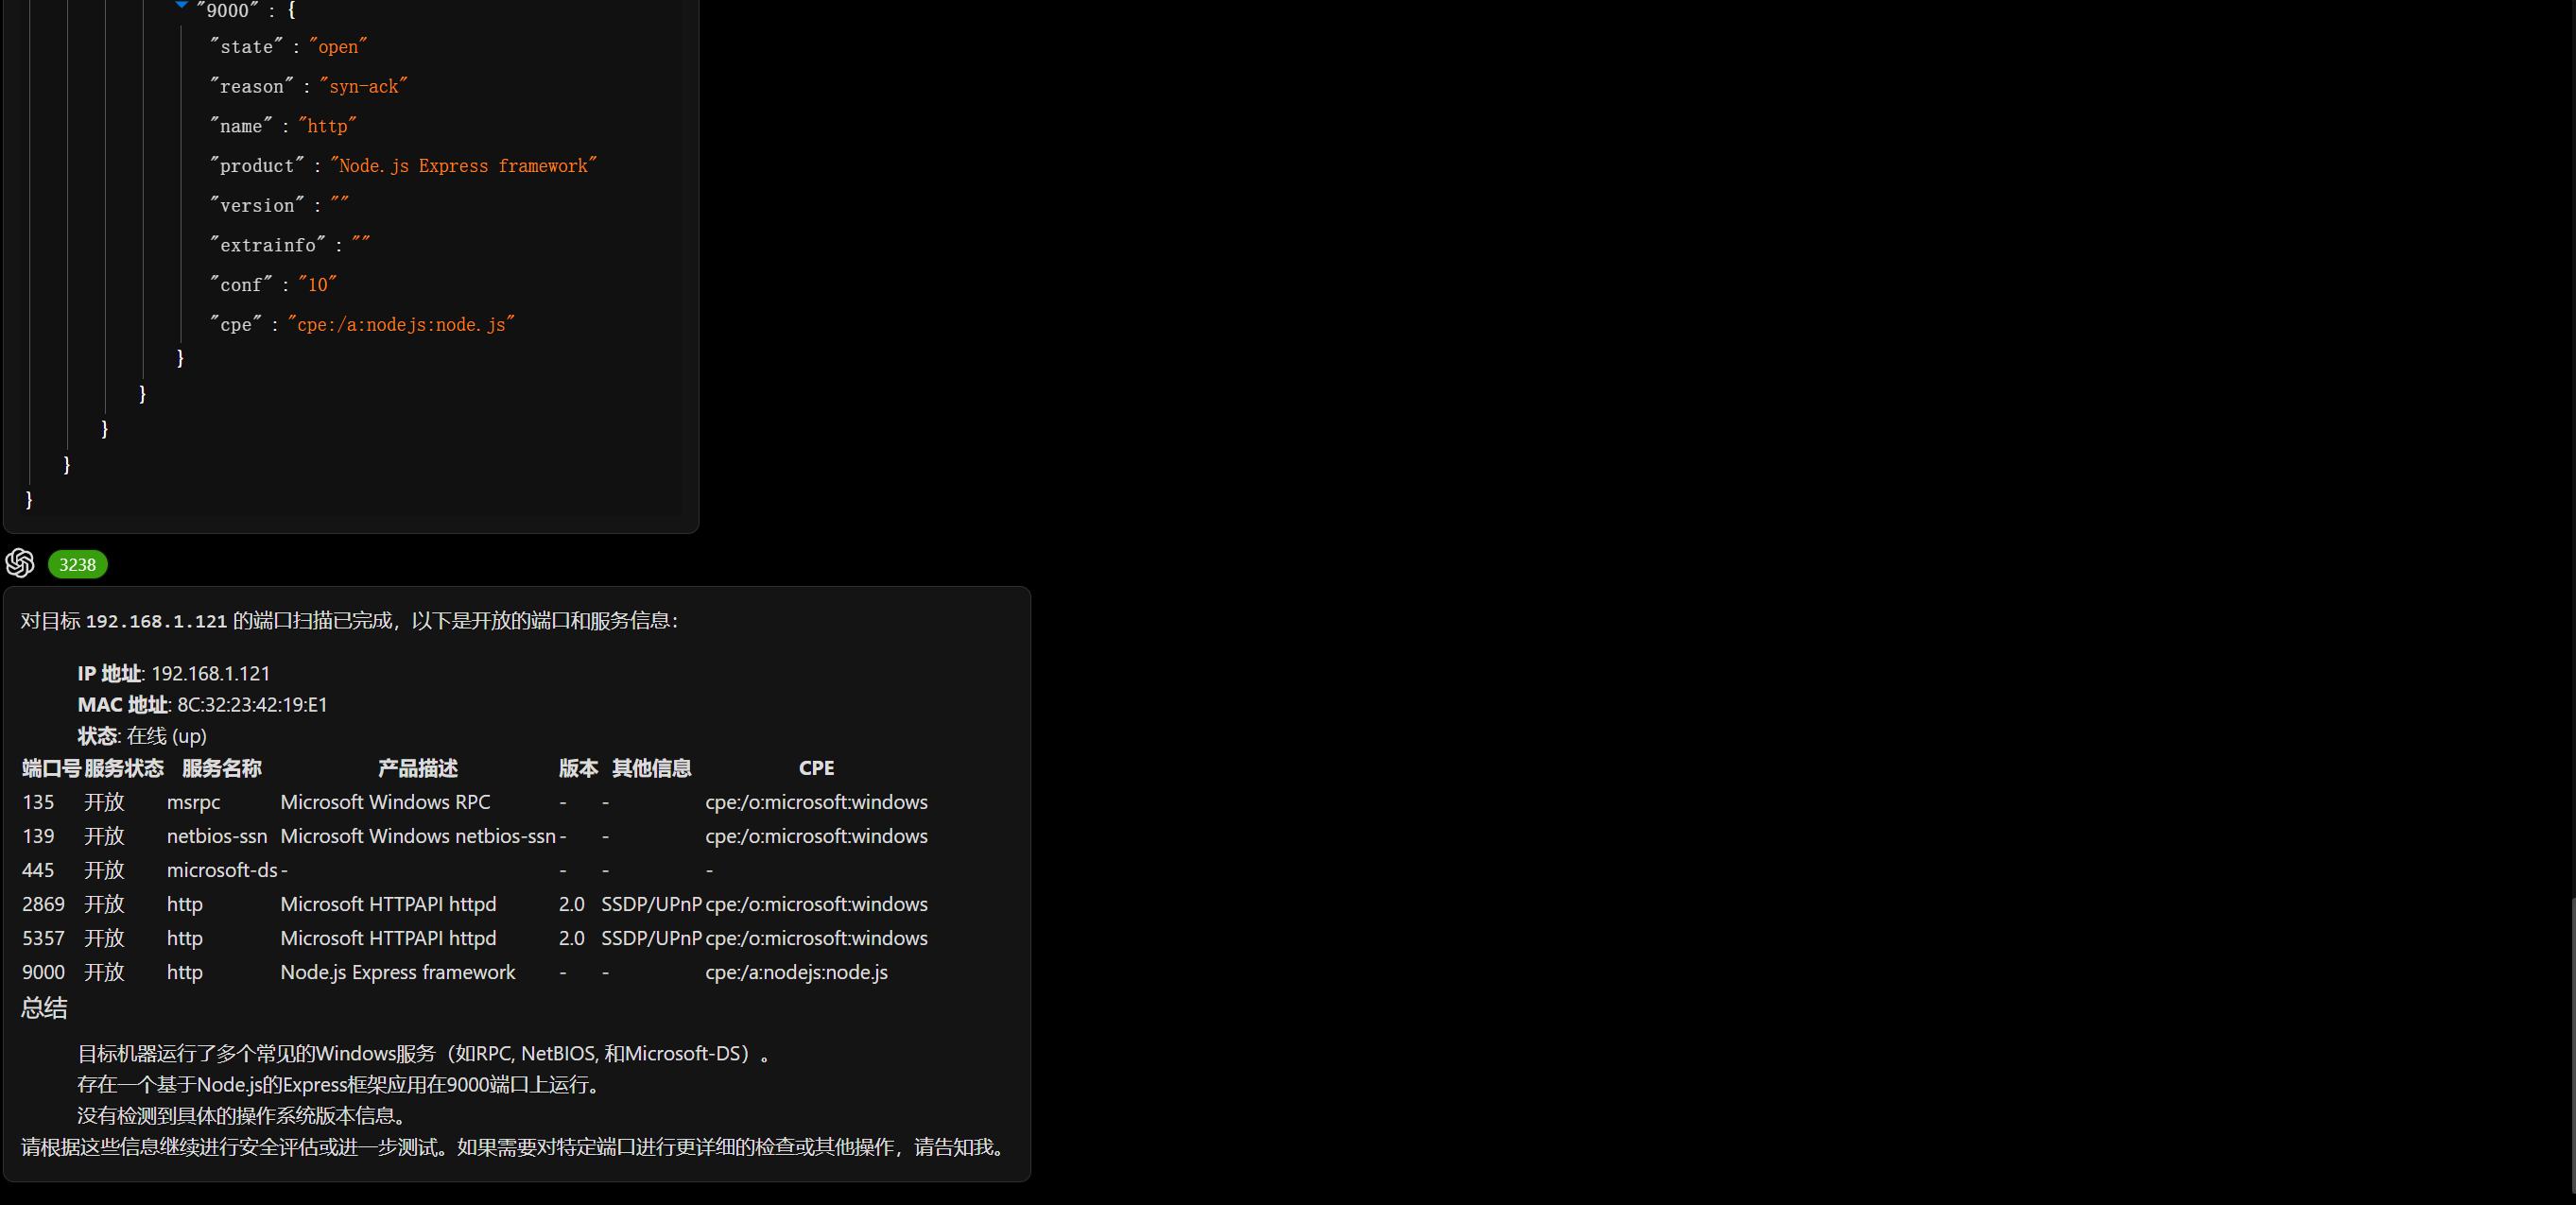 "9000" : {
"state" : "open"
"reason" : "syn-ack"
"name" : "http"
"product" : "Node.js Express framework"
"version" : ""
"extrainfo" : ""
"conf" : "10"
"cpe" : "cpe:/a:nodejs:node.js"
}
}
}
}
}
3238
对目标 192.168.1.121 的端口扫描已完成，以下是开放的端口和服务信息：
IP 地址: 192.168.1.121
MAC 地址: 8C:32:23:42:19:E1
状态: 在线 (up)
端口号 服务状态 服务名称 产品描述 版本 其他信息 CPE
135 开放 msrpc Microsoft Windows RPC - - cpe:/o:microsoft:windows
139 开放 netbios-ssn Microsoft Windows netbios-ssn - - cpe:/o:microsoft:windows
445 开放 microsoft-ds - - - -
2869 开放 http Microsoft HTTPAPI httpd 2.0 SSDP/UPnP cpe:/o:microsoft:windows
5357 开放 http Microsoft HTTPAPI httpd 2.0 SSDP/UPnP cpe:/o:microsoft:windows
9000 开放 http Node.js Express framework - - cpe:/a:nodejs:node.js
总结
目标机器运行了多个常见的Windows服务（如RPC, NetBIOS, 和Microsoft-DS）。
存在一个基于Node.js的Express框架应用在9000端口上运行。
没有检测到具体的操作系统版本信息。
请根据这些信息继续进行安全评估或进一步测试。如果需要对特定端口进行更详细的检查或其他操作，请告知我。